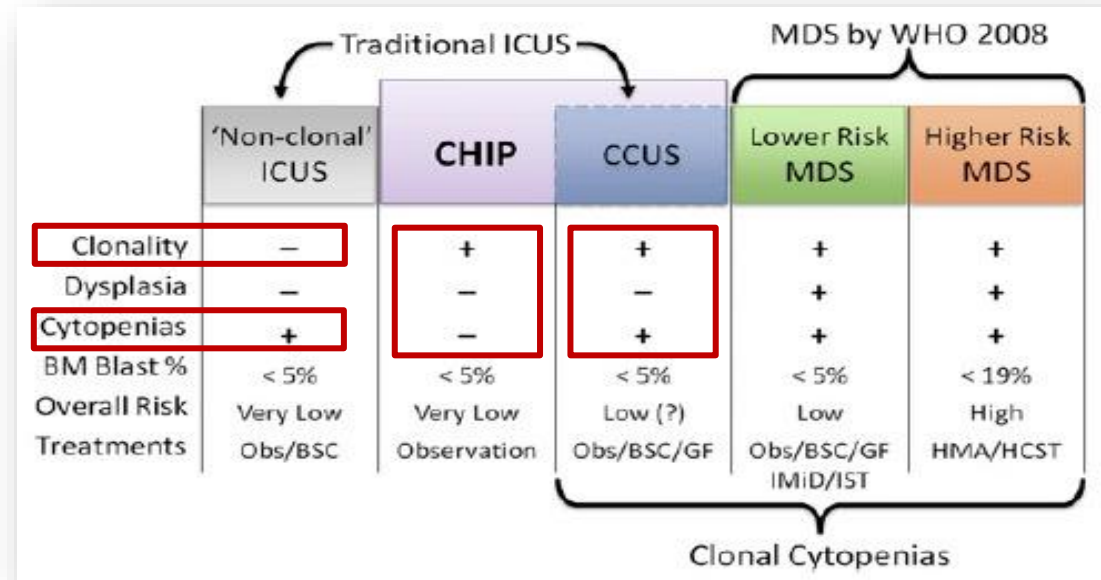 Traditional ICUS
MDS by WHO 2008
'Non-clonal' ICUS
CHIP
CCUS
Lower Risk MDS
Higher Risk MDS
Clonality – + + + +
Dysplasia – – – + +
Cytopenias + – + + +
BM Blast % < 5% < 5% < 5% < 5% < 19%
Overall Risk Very Low Very Low Low (?) Low High
Treatments Obs/BSC Observation Obs/BSC/GF Obs/BSC/GF HMA/HCST
IMiD/IST
Clonal Cytopenias